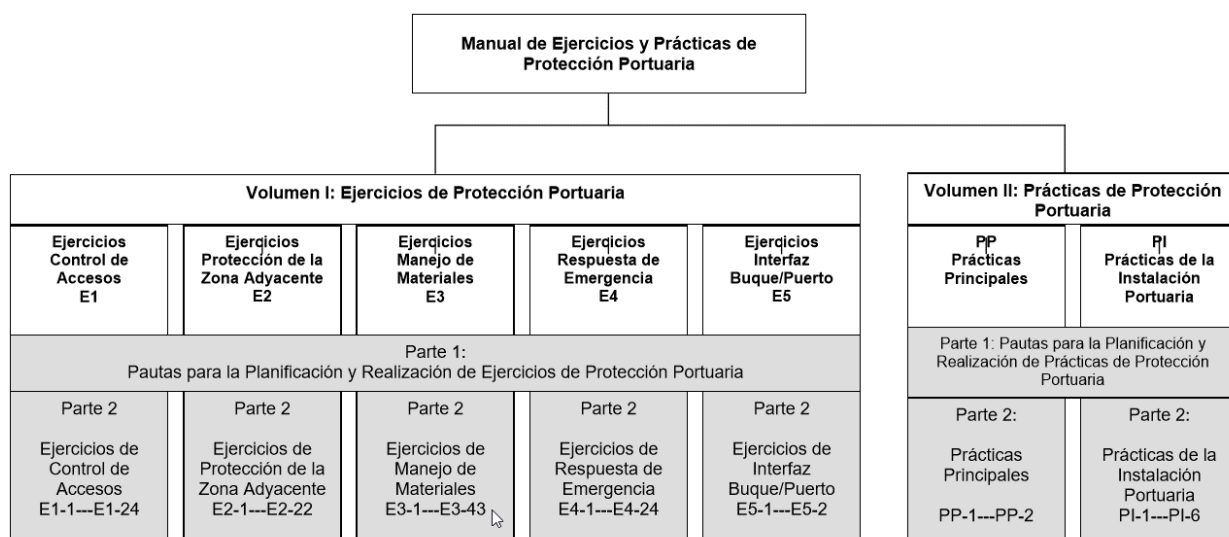 Manual de Ejercicios y Prácticas de
Protección Portuaria
Volumen I: Ejercicios de Protección Portuaria
Ejercicios
Control de
Accesos
E1
Ejercicios
Protección de la
Zona Adyacente
E2
Ejercicios
Manejo de
Materiales
E3
Ejercicios
Respuesta de
Emergencia
E4
Ejercicios
Interfaz
Buque/Puerto
E5
Parte 1:
Pautas para la Planificación y Realización de Ejercicios de Protección Portuaria
Parte 2
Ejercicios de
Control de
Accesos
E1-1---E1-24
Parte 2
Ejercicios de
Protección de la
Zona Adyacente
E2-1---E2-22
Parte 2
Ejercicios de
Manejo de
Materiales
E3-1---E3-43
Parte 2
Ejercicios de
Respuesta de
Emergencia
E4-1---E4-24
Parte 2
Ejercicios de
Interfaz
Buque/Puerto
E5-1---E5-2
Volumen II: Prácticas de Protección
Portuaria
PP
Prácticas
Principales
PI
Prácticas de la
Instalación
Portuaria
Parte 1: Pautas para la Planificación y
Realización de Prácticas de Protección
Portuaria
Parte 2:
Prácticas
Principales
PP-1---PP-2
Parte 2:
Prácticas de la
Instalación
Portuaria
PI-1---PI-6